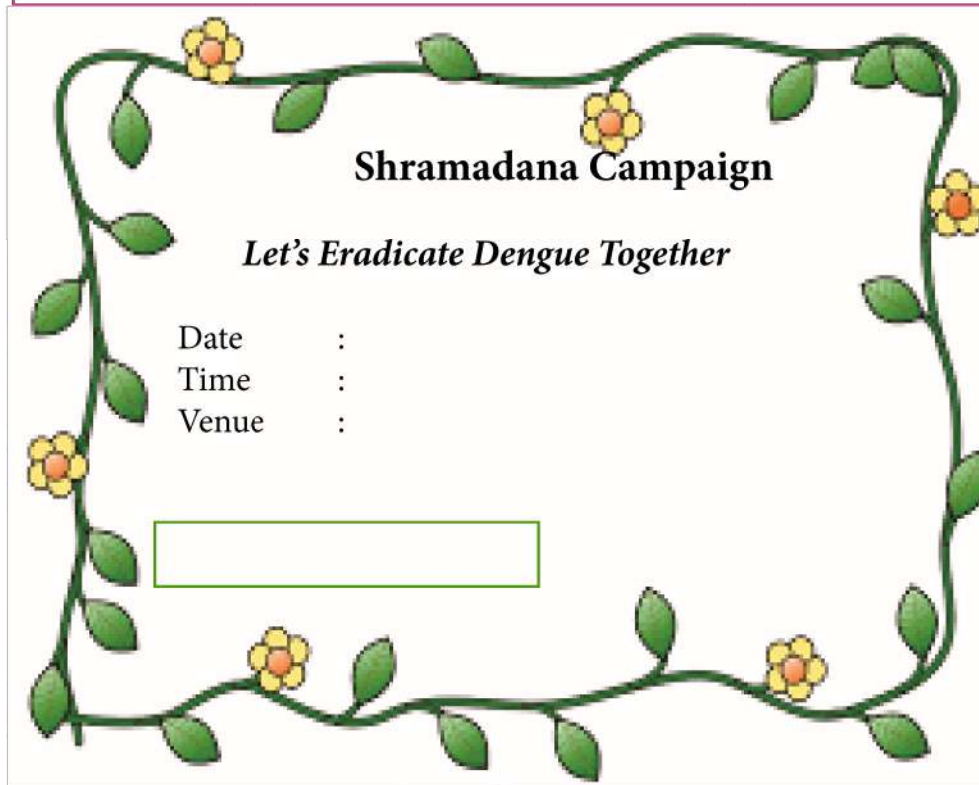 Shramadana Campaign
Let's Eradicate Dengue Together
Date :
Time :
Venue :